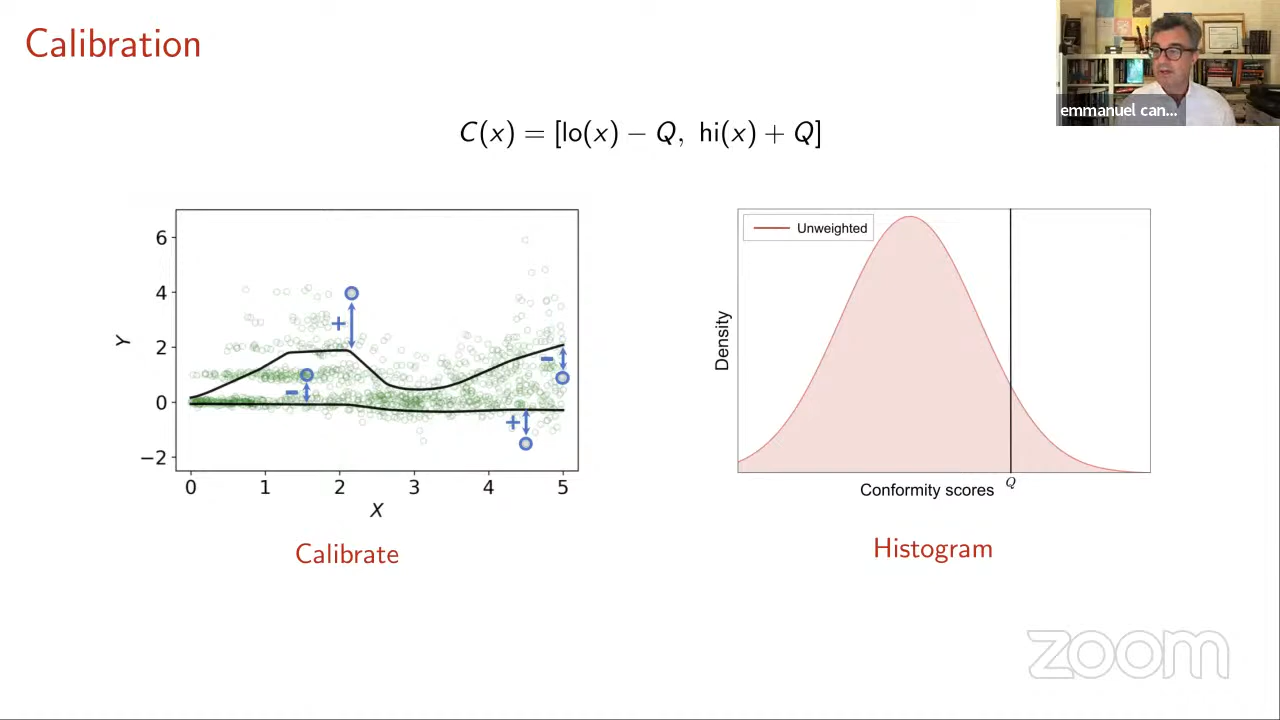 Calibration
emmanuel can...
C(x) = [lo(x) − Q, hi(x) + Q]
6
4
2
0
−2
Y
+
−
−
+
0 1 2 3 4 5
X
Calibrate
Unweighted
Density
Conformity scores Q
Histogram
zoom